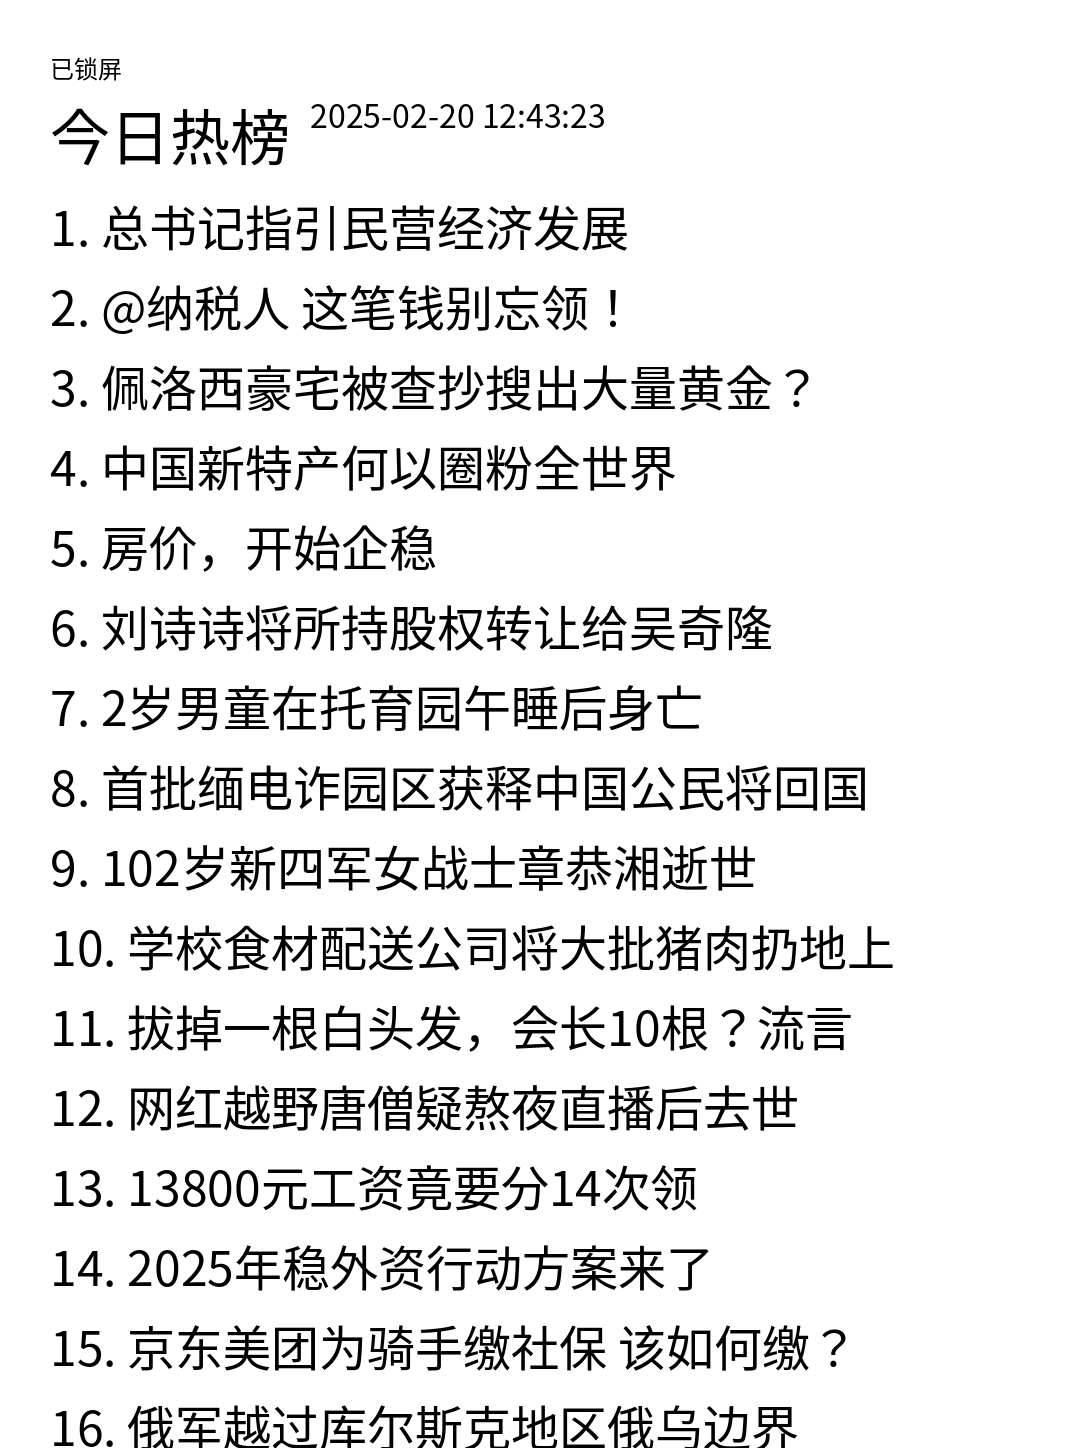 已锁屏
今日热榜 2025-02-20 12:43:23
1. 总书记指引民营经济发展
2. @纳税人 这笔钱别忘领！
3. 佩洛西豪宅被查抄搜出大量黄金？
4. 中国新特产何以圈粉全世界
5. 房价，开始企稳
6. 刘诗诗将所持股权转让给吴奇隆
7. 2岁男童在托育园午睡后身亡
8. 首批缅电诈园区获释中国公民将回国
9. 102岁新四军女战士章恭湘逝世
10. 学校食材配送公司将大批猪肉扔地上
11. 拔掉一根白头发，会长10根？流言
12. 网红越野唐僧疑熬夜直播后去世
13. 13800元工资竟要分14次领
14. 2025年稳外资行动方案来了
15. 京东美团为骑手缴社保 该如何缴？
16. 俄军越过库尔斯克地区俄乌边界